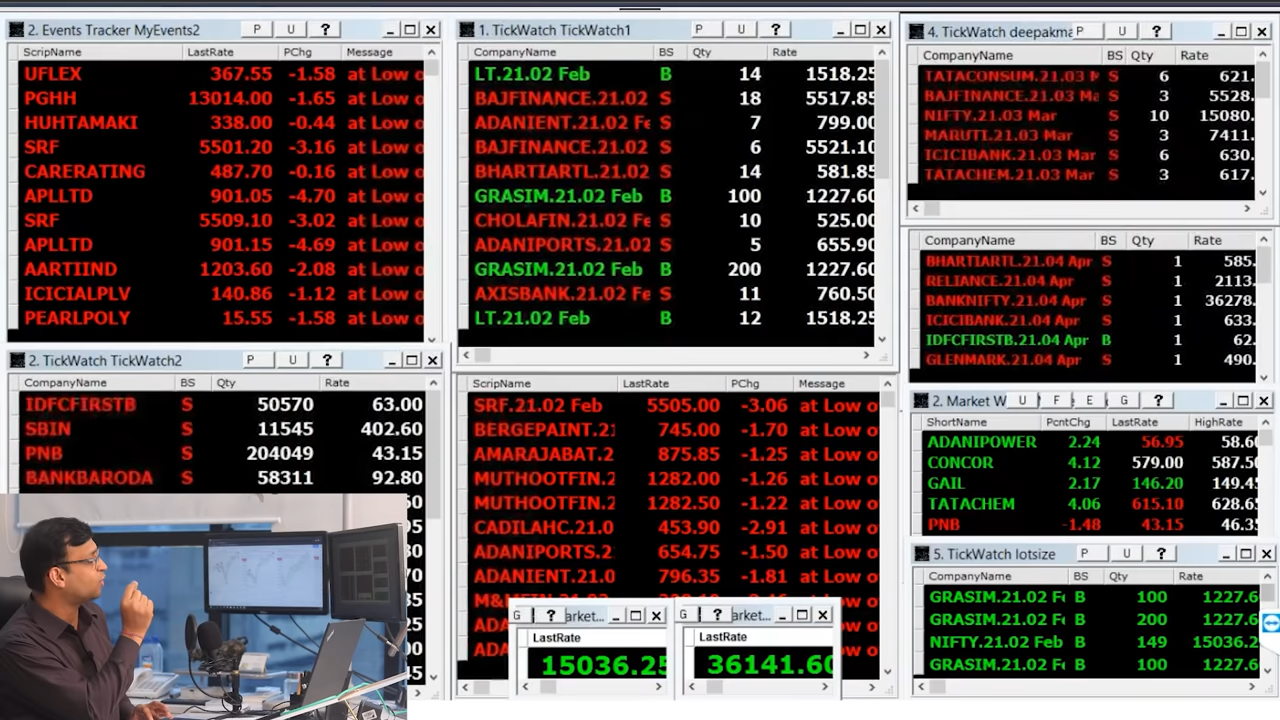 2. Events Tracker MyEvents2 P U ?
ScripName LastRate PChg Message
UFLEX 367.55 -1.58 at Low o
PGHH 13014.00 -1.65 at Low o
HUHTAMAKI 338.00 -0.44 at Low o
SRF 5501.20 -3.16 at Low o
CARERATING 487.70 -0.16 at Low o
APLLTD 901.05 -4.70 at Low o
SRF 5509.10 -3.02 at Low o
APLLTD 901.15 -4.69 at Low o
AARTIIND 1203.60 -2.08 at Low o
ICICIALPLV 140.86 -1.12 at Low o
PEARLPOLY 15.55 -1.58 at Low o
2. TickWatch TickWatch2 P U ?
CompanyName BS Qty Rate
IDFCFIRSTB S 50570 63.00
SBIN S 11545 402.60
PNB S 204049 43.15
BANKBARODA S 58311 92.80
1. TickWatch TickWatch1 P U ?
CompanyName BS Qty Rate
LT.21.02 Feb B 14 1518.25
BAJFINANCE.21.02 S 18 5517.85
ADANIENT.21.02 Fe S 7 799.00
BAJFINANCE.21.02 S 6 5521.10
BHARTIARTL.21.02 S 14 581.85
GRASIM.21.02 Feb B 100 1227.60
CHOLAFIN.21.02 Fe S 10 525.00
ADANIPORTS.21.02 S 5 655.90
GRASIM.21.02 Feb B 200 1227.60
AXISBANK.21.02 Fe S 11 760.50
LT.21.02 Feb B 12 1518.25
ScripName LastRate PChg Message
SRF.21.02 Feb 5505.00 -3.06 at Low o
BERGEPAINT.21 745.00 -1.70 at Low o
AMARAJABAT.2 875.85 -1.25 at Low o
MUTHOOTFIN.2 1282.00 -1.26 at Low o
MUTHOOTFIN.2 1282.50 -1.22 at Low o
CADILAHC.21.0 453.90 -2.91 at Low o
ADANIPORTS.2 654.75 -1.50 at Low o
ADANIENT.21.0 796.35 -1.81 at Low o
M&MFIN.21.0 at Low o
ADA at Low o
ADA at Low o
G ? arket...
LastRate
15036.25
G ? arket...
LastRate
36141.60
4. TickWatch deepakma P U ?
CompanyName BS Qty Rate
TATACONSUM.21.03 M S 6 621.
BAJFINANCE.21.03 Ma S 3 5528.
NIFTY.21.03 Mar S 10 15080.
MARUTI.21.03 Mar S 3 7411.
ICICIBANK.21.03 Mar S 6 630.
TATACHEM.21.03 Mar S 3 617.
CompanyName BS Qty Rate
BHARTIARTL.21.04 Apr S 1 585.
RELIANCE.21.04 Apr S 1 2113.
BANKNIFTY.21.04 Apr S 1 36278.
ICICIBANK.21.04 Apr S 1 633.
IDFCFIRSTB.21.04 Apr B 1 62.
GLENMARK.21.04 Apr S 1 490.
2. Market W U F E G ?
ShortName PcntChg LastRate HighRate
ADANIPOWER 2.24 56.95 58.60
CONCOR 4.12 579.00 587.50
GAIL 2.17 146.20 149.45
TATACHEM 4.06 615.10 628.65
PNB -1.48 43.15 46.35
5. TickWatch lotsize P U ?
CompanyName BS Qty Rate
GRASIM.21.02 Fe B 100 1227.6
GRASIM.21.02 Fe B 200 1227.6
NIFTY.21.02 Feb B 149 15036.2
GRASIM.21.02 Fe B 100 1227.6